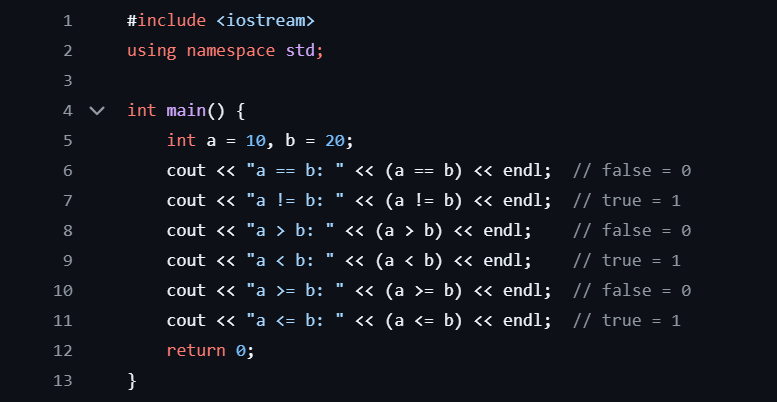 1 #include <iostream>
2 using namespace std;
3
4 int main() {
5     int a = 10, b = 20;
6     cout << "a == b: " << (a == b) << endl;  // false = 0
7     cout << "a != b: " << (a != b) << endl;  // true = 1
8     cout << "a > b: " << (a > b) << endl;    // false = 0
9     cout << "a < b: " << (a < b) << endl;    // true = 1
10     cout << "a >= b: " << (a >= b) << endl;  // false = 0
11     cout << "a <= b: " << (a <= b) << endl;  // true = 1
12     return 0;
13 }